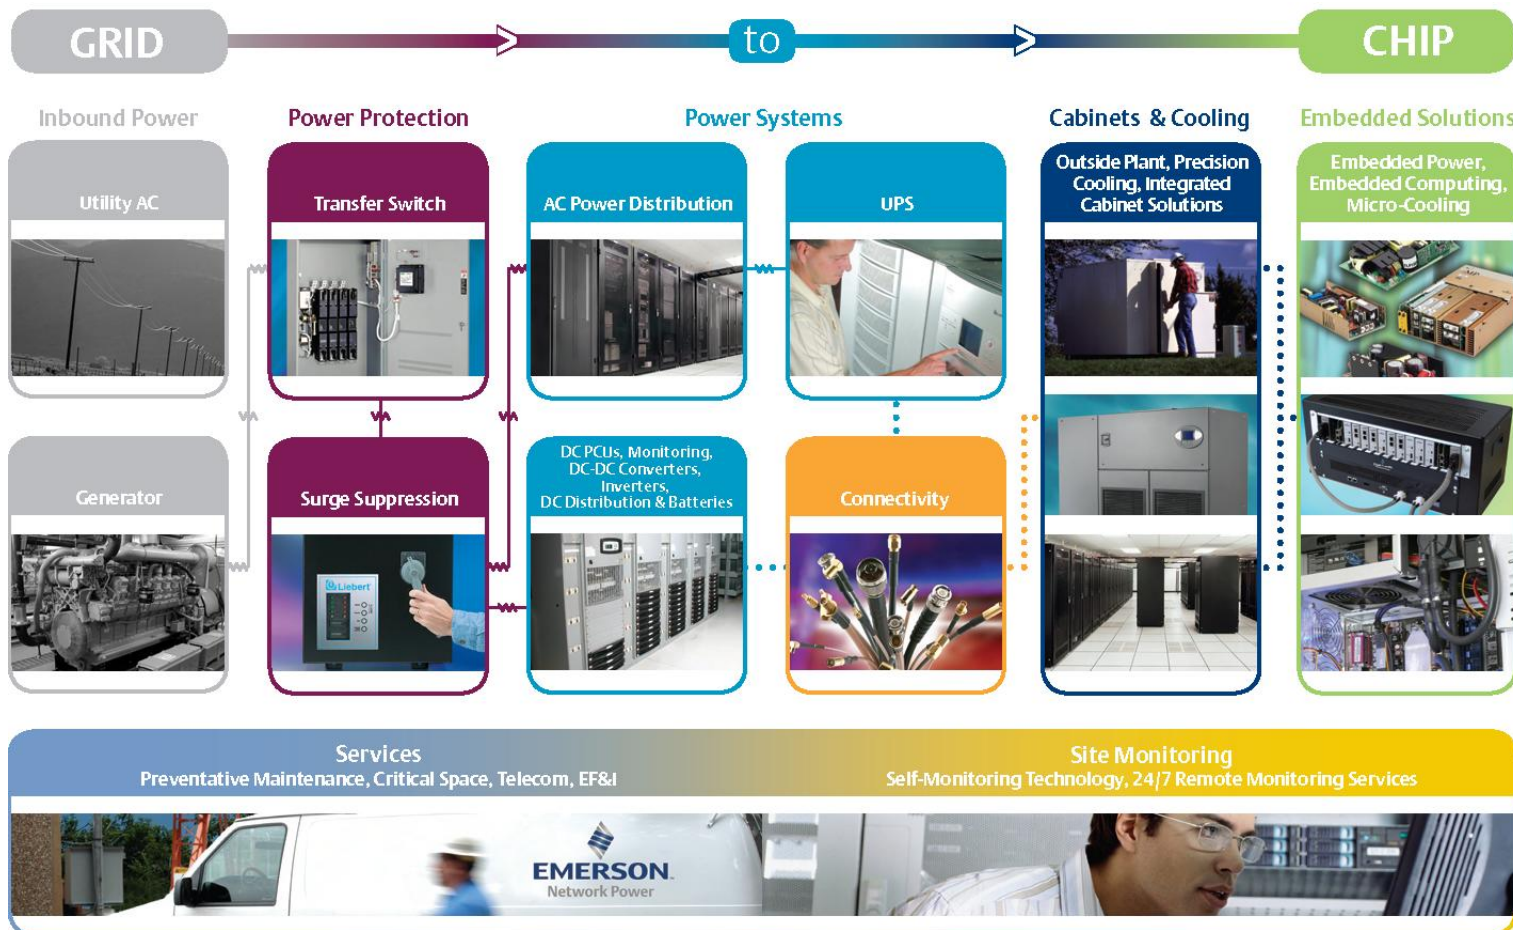 GRID
to
CHIP
Inbound Power
Power Protection
Power Systems
Cabinets & Cooling
Embedded Solutions
Utility AC
Transfer Switch
AC Power Distribution
UPS
Outside Plant, Precision
Cooling, Integrated
Cabinet Solutions
Embedded Power,
Embedded Computing,
Micro-Cooling
Generator
Surge Suppression
DC PCUs, Monitoring,
DC-DC Converters,
Inverters,
DC Distribution & Batteries
Connectivity
Liebert
Services
Preventative Maintenance, Critical Space, Telecom, EF&I
Site Monitoring
Self-Monitoring Technology, 24/7 Remote Monitoring Services
EMERSON
Network Power